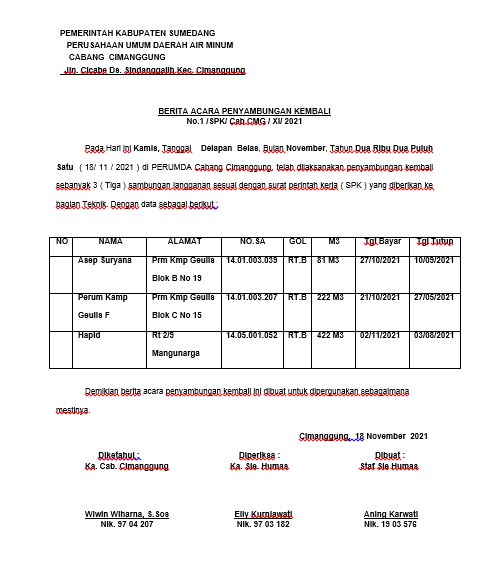 PEMERINTAH KABUPATEN SUMEDANG
PERUSAHAAN UMUM DAERAH AIR MINUM
CABANG CIMANGGUNG
Jln. Cicabe Ds. Sindanggalih Kec. Cimanggung
BERITA ACARA PENYAMBUNGAN KEMBALI
No.1 /SPK/ Cab.CMG / XI/ 2021
Pada Hari ini Kamis, Tanggal Delapan Belas, Bulan November, Tahun Dua Ribu Dua Puluh
Satu ( 18/ 11 / 2021 ) di PERUMDA Cabang Cimanggung, telah dilaksanakan penyambungan kembali
sebanyak 3 ( Tiga ) sambungan langganan sesuai dengan surat perintah kerja ( SPK ) yang diberikan ke
bagian Teknik. Dengan data sebagai berikut :
NO NAMA ALAMAT NO.SA GOL M3 Tgl Bayar Tgl Tutup
Asep Suryana Prm Kmp Geulis 14.01.003.039 RT.B 81 M3 27/10/2021 10/09/2021
Blok B No 19
Perum Kamp Prm Kmp Geulis 14.01.003.207 RT.B 222 M3 21/10/2021 27/05/2021
Geulis F Blok C No 15
Hapid Rt 2/9 14.05.001.052 RT.B 422 M3 02/11/2021 03/08/2021
Mangunarga
Demikian berita acara penyambungan kembali ini dibuat untuk dipergunakan sebagaimana
mestinya.
Cimanggung, 18 November 2021
Diketahui : Diperiksa : Dibuat :
Ka. Cab. Cimanggung Ka. Sie. Humas Staf Sie Humas
Wiwin Wiharna, S.Sos Elly Kurniawati Aning Karwati
Nik. 97 04 207 Nik. 97 03 182 Nik. 19 03 576